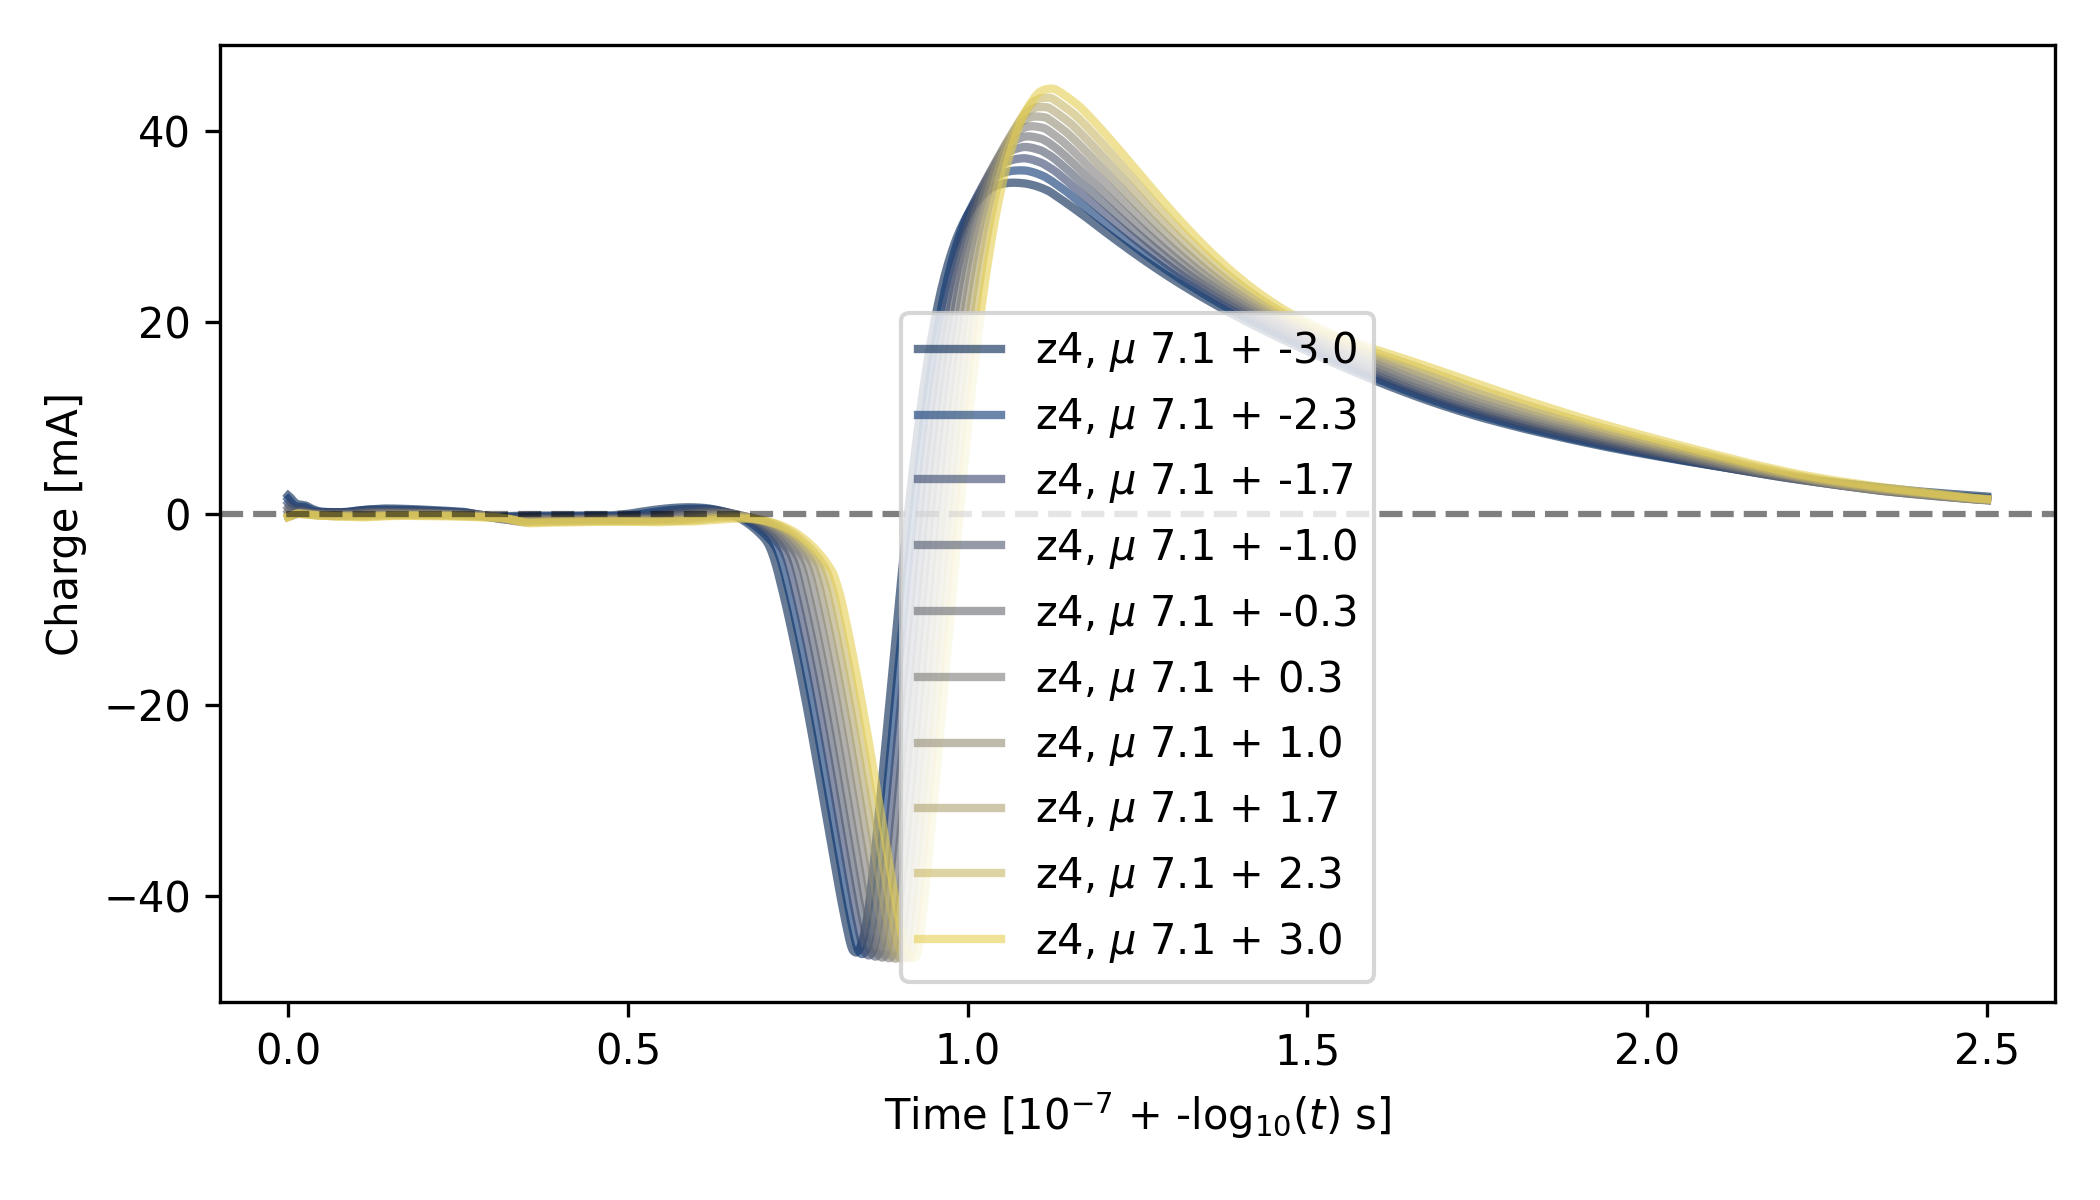 40
20
0
−20
−40
Charge [mA]
z4, μ 7.1 + -3.0
z4, μ 7.1 + -2.3
z4, μ 7.1 + -1.7
z4, μ 7.1 + -1.0
z4, μ 7.1 + -0.3
z4, μ 7.1 + 0.3
z4, μ 7.1 + 1.0
z4, μ 7.1 + 1.7
z4, μ 7.1 + 2.3
z4, μ 7.1 + 3.0
0.0 0.5 1.0 1.5 2.0 2.5
Time [10⁻⁷ + -log₁₀(t) s]